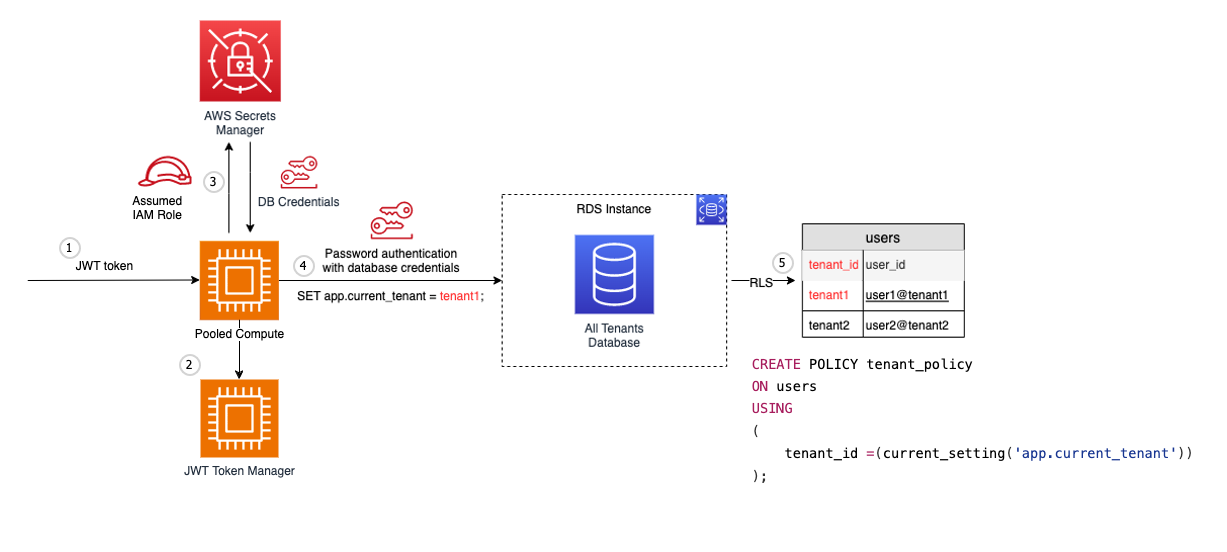 AWS Secrets
Manager
3
Assumed
IAM Role
DB Credentials
1
JWT token
4
Password authentication
with database credentials
SET app.current_tenant = tenant1;
Pooled Compute
2
JWT Token Manager
RDS Instance
All Tenants
Database
5
RLS
users
tenant_id user_id
tenant1 user1@tenant1
tenant2 user2@tenant2
CREATE POLICY tenant_policy
ON users
USING
(
tenant_id =(current_setting('app.current_tenant'))
);